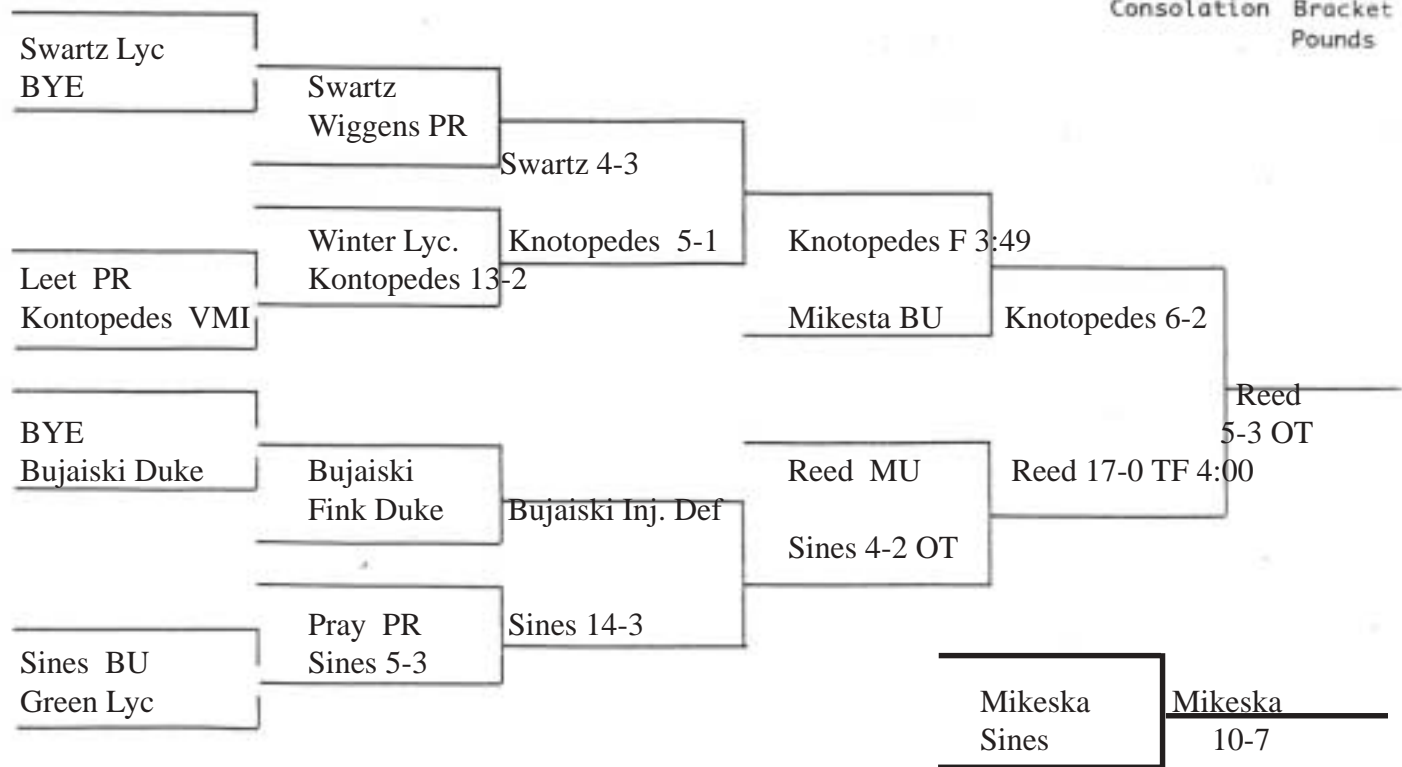 Consolation Bracket
Pounds
Swartz Lyc
BYE
Leet PR
Kontopedes VMI
BYE
Bujaiski Duke
Sines BU
Green Lyc
Swartz
Wiggens PR
Winter Lyc.
Kontopedes 13-2
Bujaiski
Fink Duke
Pray PR
Sines 5-3
Swartz 4-3
Knotopedes 5-1
Bujaiski Inj. Def
Sines 14-3
Knotopedes F 3:49
Mikesta BU
Reed MU
Sines 4-2 OT
Knotopedes 6-2
Reed 17-0 TF 4:00
Reed
5-3 OT
Mikeska
Sines
Mikeska
10-7